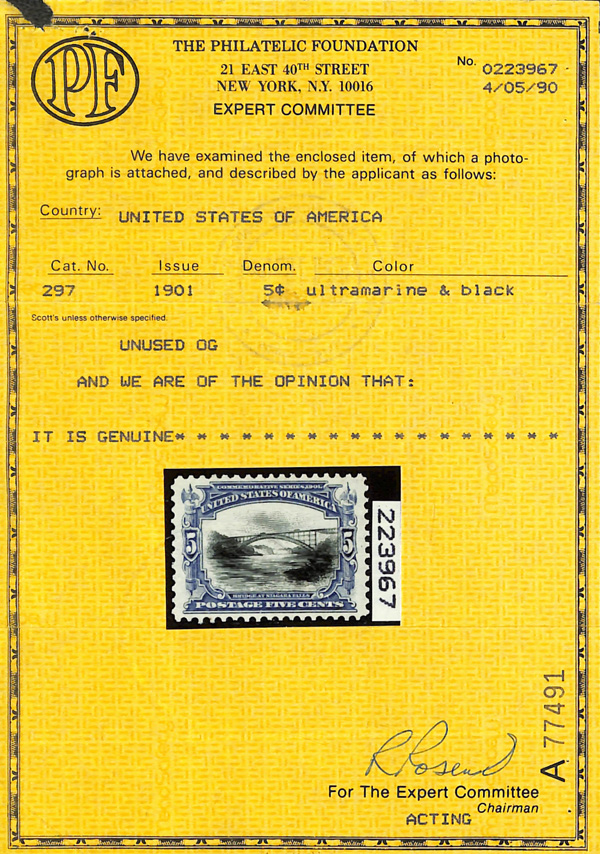 PF
THE PHILATELIC FOUNDATION
21 EAST 40TH STREET
NEW YORK, N.Y. 10016
EXPERT COMMITTEE
No. 0223967
4/05/90
We have examined the enclosed item, of which a photo-
graph is attached, and described by the applicant as follows:
Country: UNITED STATES OF AMERICA
Cat. No. Issue Denom. Color
297 1901 5¢ ultramarine & black
Scott's unless otherwise specified.
UNUSED OG
AND WE ARE OF THE OPINION THAT:
IT IS GENUINE* * * * * * * * * * * * * * * * * *
COMMEMORATIVE SERIES, 1901.
UNITED STATES OF AMERICA
5 5
BRIDGE AT NIAGARA FALLS
POSTAGE FIVE CENTS
223967
A 77491
For The Expert Committee
Chairman
ACTING